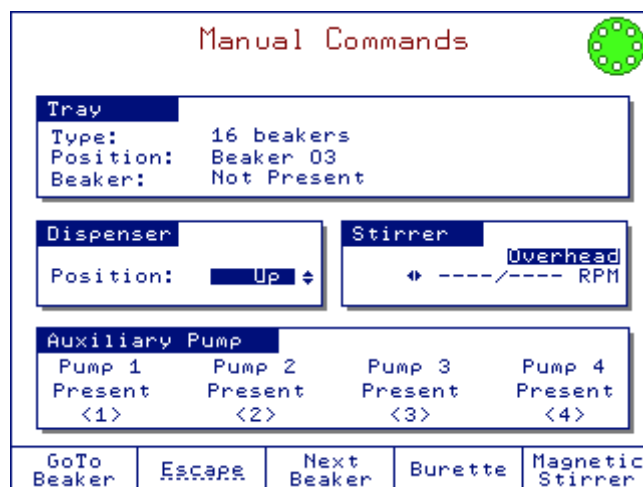 Manual Commands
Tray
Type: 16 beakers
Position: Beaker 03
Beaker: Not Present
Dispenser
Position: Up
Stirrer
Overhead
----/---- RPM
Auxiliary Pump
Pump 1 Pump 2 Pump 3 Pump 4
Present Present Present Present
<1> <2> <3> <4>
GoTo Beaker
Escape
Next Beaker
Burette
Magnetic Stirrer